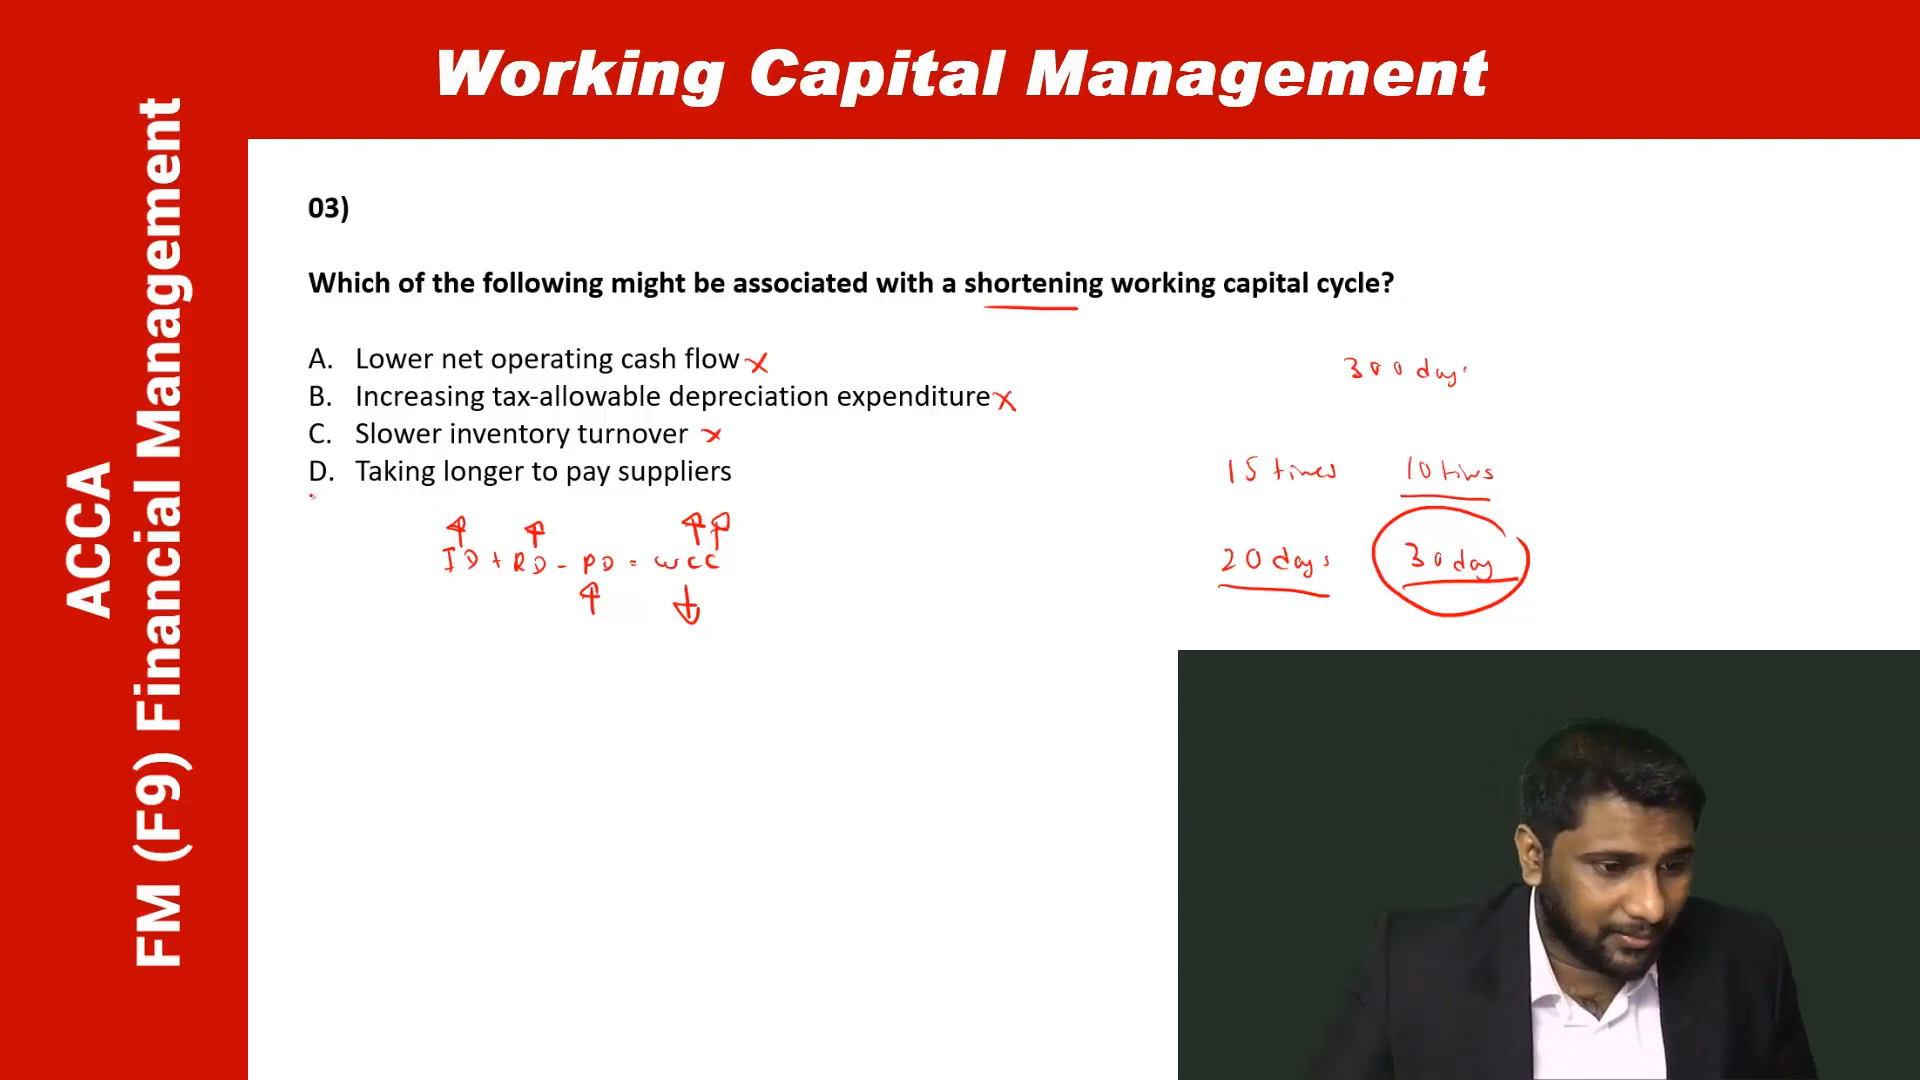 Working Capital Management
ACCA
FM (F9) Financial Management
03)
Which of the following might be associated with a shortening working capital cycle?
A. Lower net operating cash flow x
B. Increasing tax-allowable depreciation expenditure x
C. Slower inventory turnover x
D. Taking longer to pay suppliers
ID + RD - PD = WCC
300 days
15 times 10 times
20 days 30 day